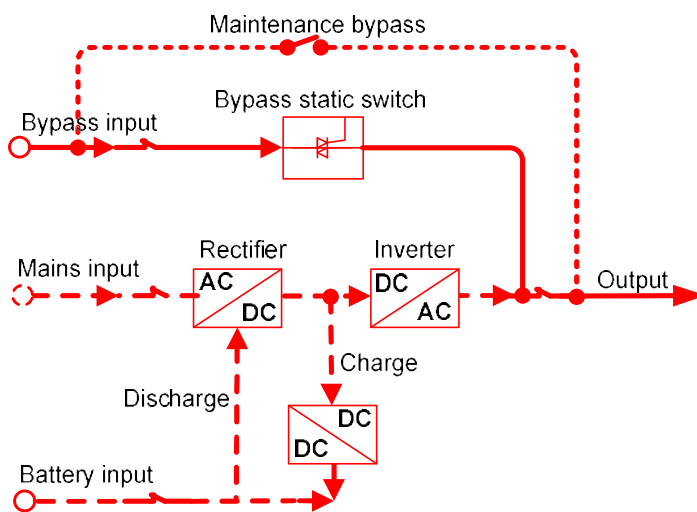 Maintenance bypass
Bypass static switch
Bypass input
Rectifier
Inverter
Mains input
AC
DC
DC
AC
Output
Charge
Discharge
DC
DC
Battery input